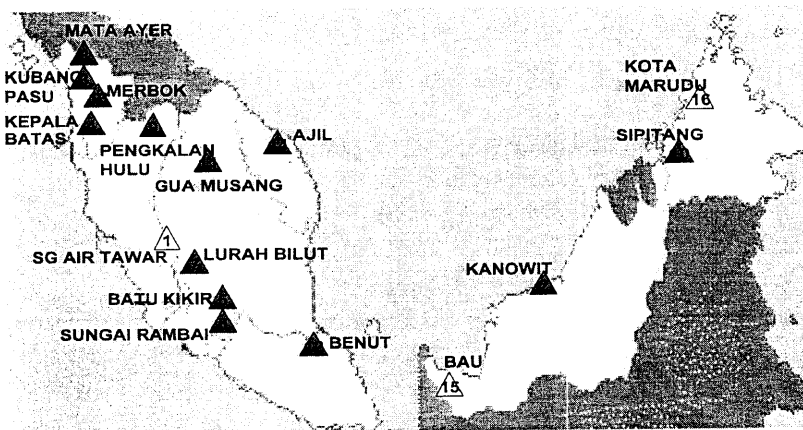 MATA AYER
KUBANG
PASU
MERBOK
KEPALA
BATAS
PENGKALAN
HULU
GUA MUSANG
AJIL
1
SG AIR TAWAR
LURAH BILUT
BATU KIKIR
SUNGAI RAMBAI
BENUT
KOTA
MARUDU
16
SIPITANG
KANOWIT
BAU
15